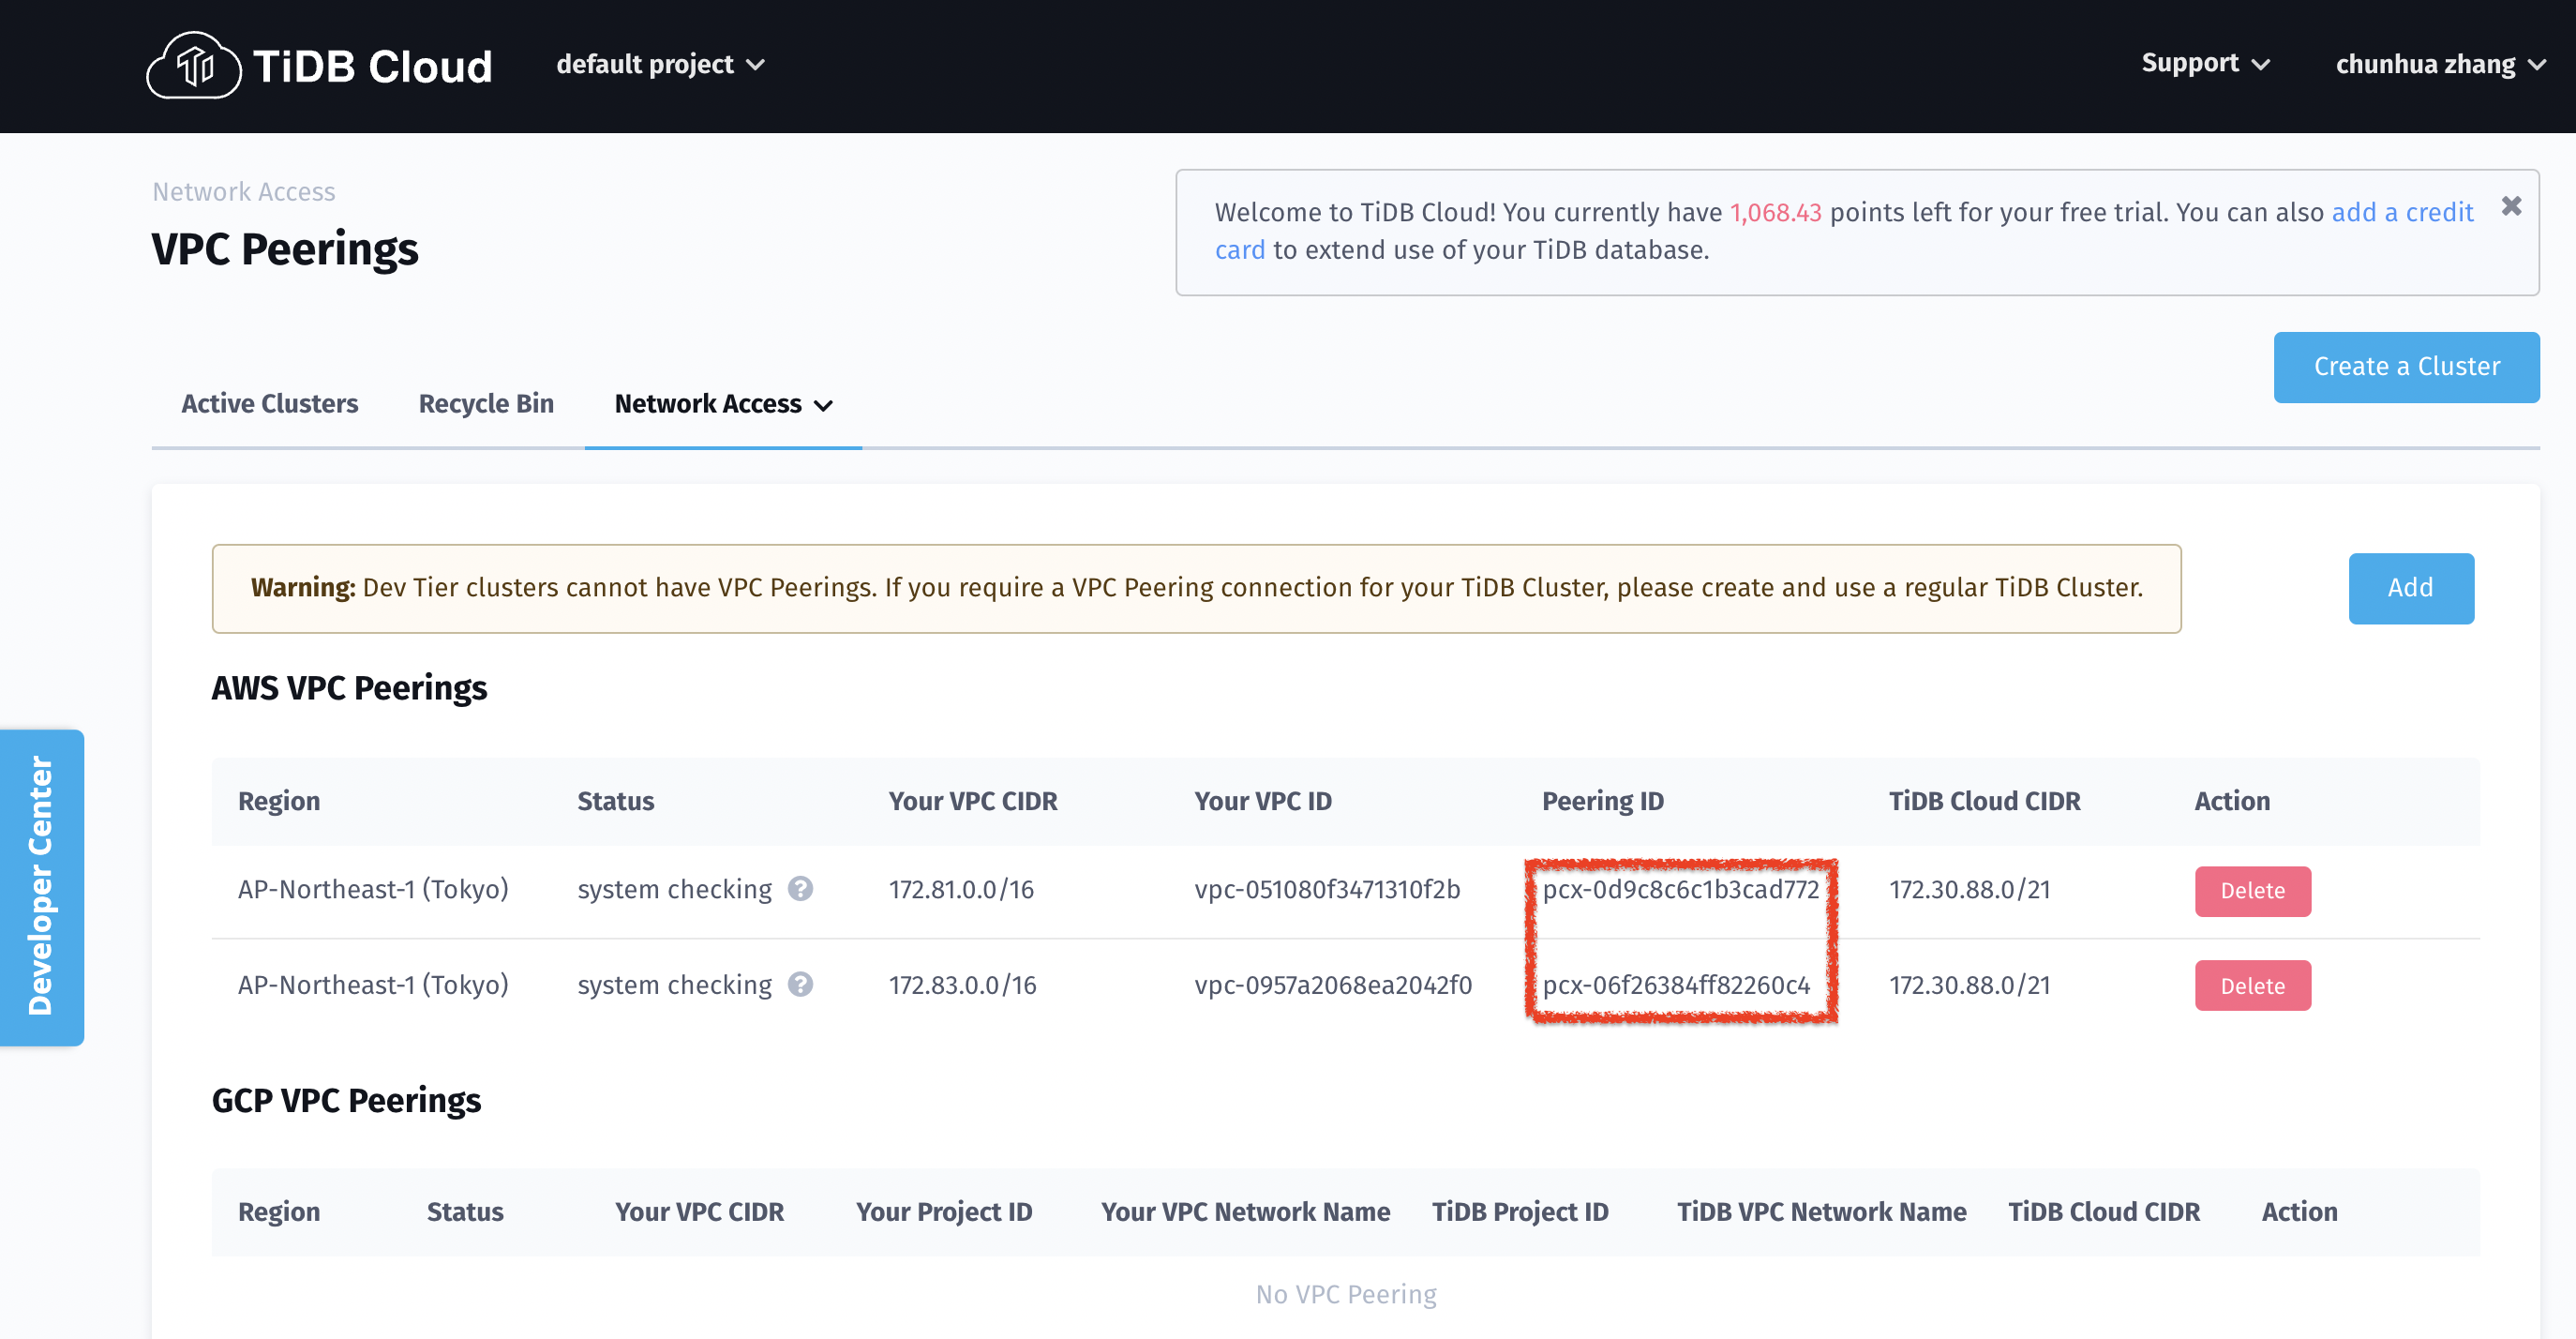 TiDB Cloud default project Support chunhua zhang
Network Access
VPC Peerings
Welcome to TiDB Cloud! You currently have 1,068.43 points left for your free trial. You can also add a credit
card to extend use of your TiDB database.
Create a Cluster
Active Clusters Recycle Bin Network Access
Warning: Dev Tier clusters cannot have VPC Peerings. If you require a VPC Peering connection for your TiDB Cluster, please create and use a regular TiDB Cluster.
Add
AWS VPC Peerings
Developer Center
Region Status Your VPC CIDR Your VPC ID Peering ID TiDB Cloud CIDR Action
AP-Northeast-1 (Tokyo) system checking ? 172.81.0.0/16 vpc-051080f3471310f2b pcx-0d9c8c6c1b3cad772 172.30.88.0/21 Delete
AP-Northeast-1 (Tokyo) system checking ? 172.83.0.0/16 vpc-0957a2068ea2042f0 pcx-06f26384ff82260c4 172.30.88.0/21 Delete
GCP VPC Peerings
Region Status Your VPC CIDR Your Project ID Your VPC Network Name TiDB Project ID TiDB VPC Network Name TiDB Cloud CIDR Action
No VPC Peering